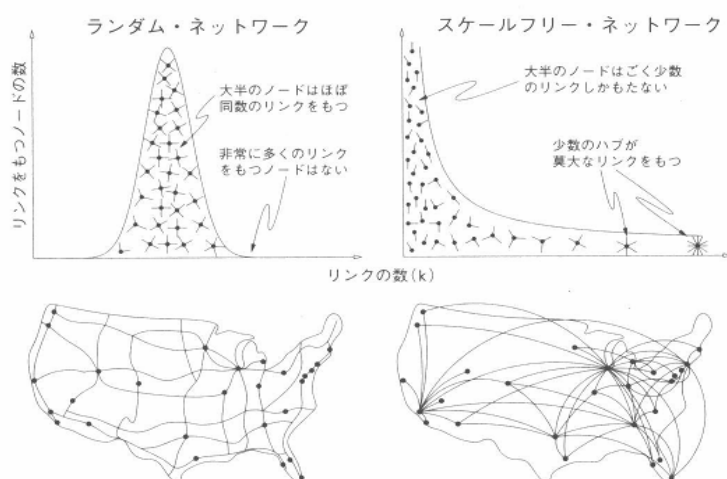 ランダム・ネットワーク
リンクをもつノードの数
大半のノードはほぼ
同数のリンクをもつ
非常に多くのリンク
をもつノードはない
スケールフリー・ネットワーク
大半のノードはごく少数
のリンクしかもたない
少数のハブが
莫大なリンクをもつ
リンクの数(k)